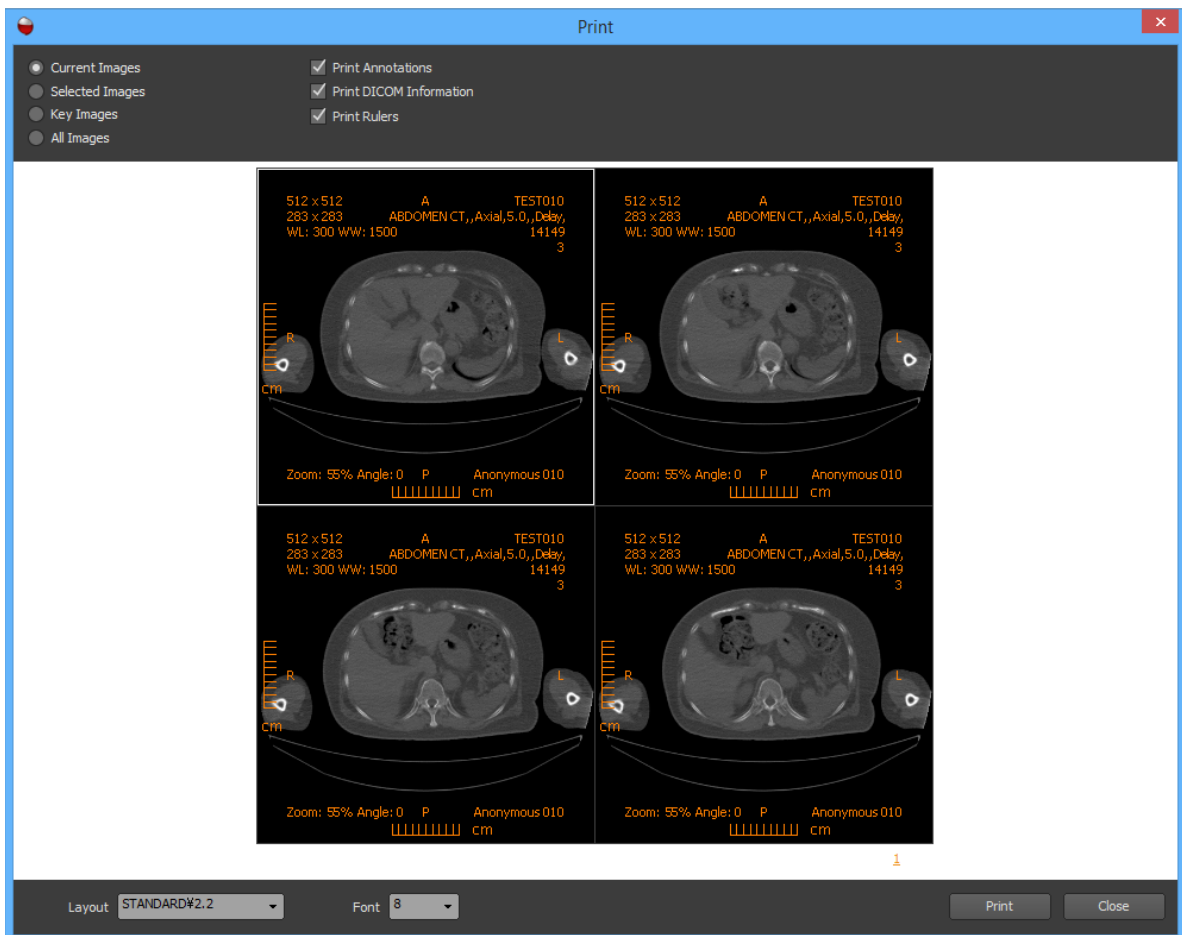 Print
Current Images
Selected Images
Key Images
All Images
Print Annotations
Print DICOM Information
Print Rulers
512 x 512 A TEST010
283 x 283 ABDOMEN CT,,Axial,5.0,,Delay,
WL: 300 WW: 1500 14149
3
R L
cm
Zoom: 55% Angle: 0 P Anonymous 010
cm
512 x 512 A TEST010
283 x 283 ABDOMEN CT,,Axial,5.0,,Delay,
WL: 300 WW: 1500 14149
3
R L
cm
Zoom: 55% Angle: 0 P Anonymous 010
cm
512 x 512 A TEST010
283 x 283 ABDOMEN CT,,Axial,5.0,,Delay,
WL: 300 WW: 1500 14149
3
R L
cm
Zoom: 55% Angle: 0 P Anonymous 010
cm
512 x 512 A TEST010
283 x 283 ABDOMEN CT,,Axial,5.0,,Delay,
WL: 300 WW: 1500 14149
3
R L
cm
Zoom: 55% Angle: 0 P Anonymous 010
cm
1
Layout STANDARD¥2.2 Font 8 Print Close